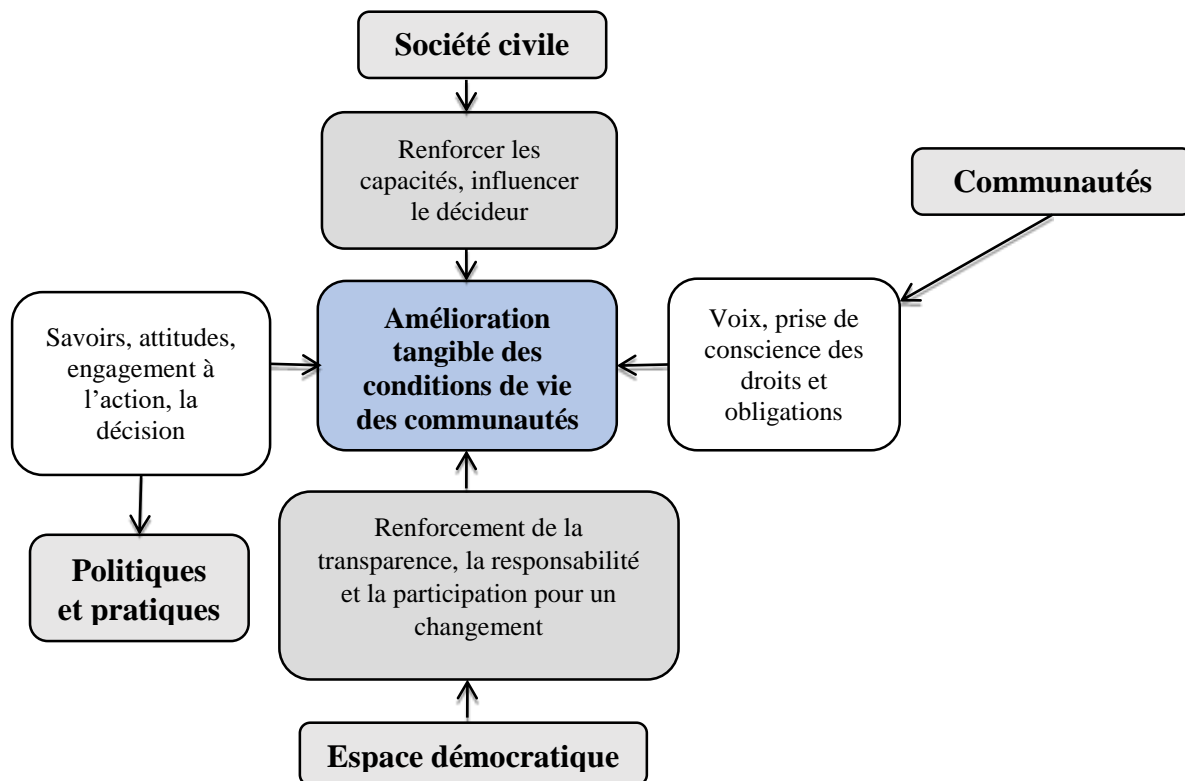 Société civile
Renforcer les
capacités, influencer
le décideur
Communautés
Savoirs, attitudes,
engagement à
l’action, la
décision
Amélioration
tangible des
conditions de vie
des communautés
Voix, prise de
conscience des
droits et
obligations
Politiques
et pratiques
Renforcement de la
transparence, la responsabilité
et la participation pour un
changement
Espace démocratique